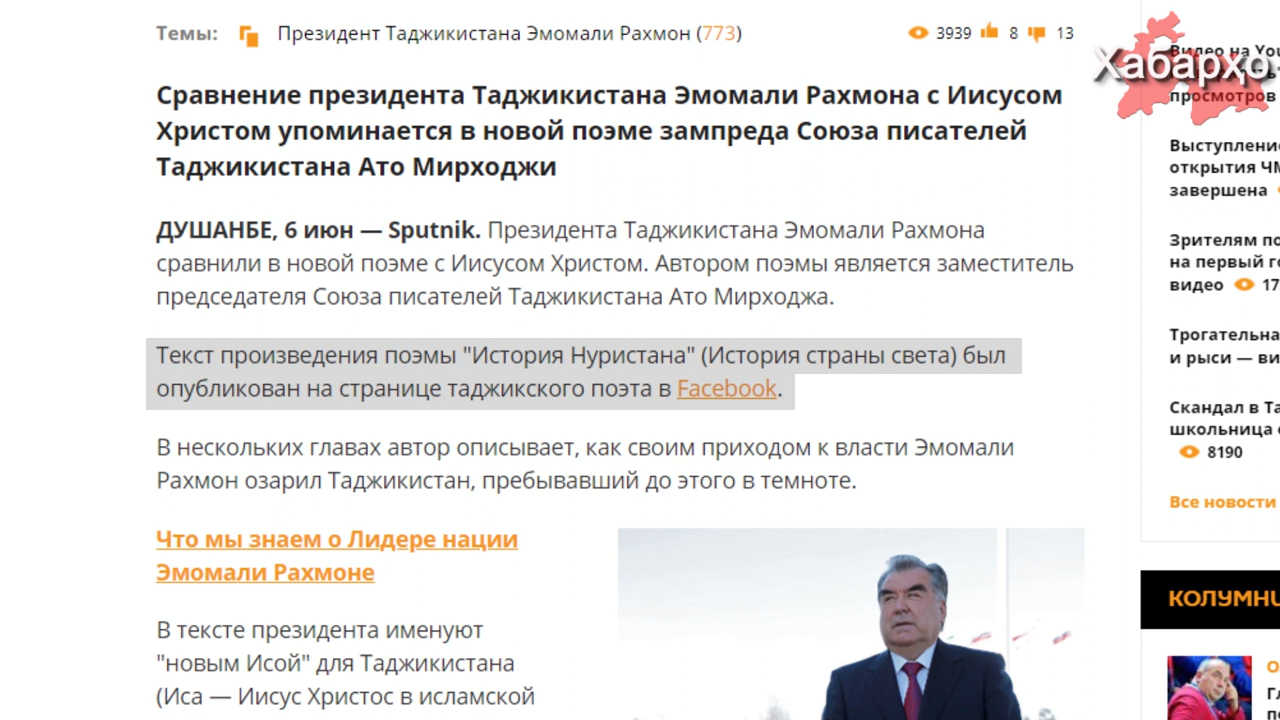 Темы: Президент Таджикистана Эмомали Рахмон (773) 3939 8 13
Сравнение президента Таджикистана Эмомали Рахмона с Иисусом
Христом упоминается в новой поэме зампреда Союза писателей
Таджикистана Ато Мирходжи
ДУШАНБЕ, 6 июн — Sputnik. Президента Таджикистана Эмомали Рахмона
сравнили в новой поэме с Иисусом Христом. Автором поэмы является заместитель
председателя Союза писателей Таджикистана Ато Мирходжа.
Текст произведения поэмы "История Нуристана" (История страны света) был
опубликован на странице таджикского поэта в Facebook.
В нескольких главах автор описывает, как своим приходом к власти Эмомали
Рахмон озарил Таджикистан, пребывавший до этого в темноте.
Что мы знаем о Лидере нации
Эмомали Рахмоне
В тексте президента именуют
"новым Исой" для Таджикистана
(Иса — Иисус Христос в исламской
Хабарҳо
Видео на You
просмотров
Выступление
открытия ЧМ
завершена
Зрителям по
на первый го
видео 17
Трогательна
и рыси — ви
Скандал в Та
школьница
8190
Все новости
КОЛУМНИ